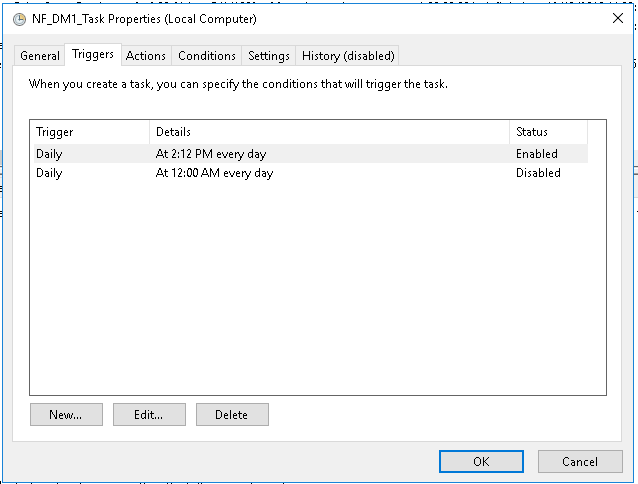 NF_DM1_Task Properties (Local Computer)
General Triggers Actions Conditions Settings History (disabled)
When you create a task, you can specify the conditions that will trigger the task.
Trigger Details Status
Daily At 2:12 PM every day Enabled
Daily At 12:00 AM every day Disabled
New... Edit... Delete
OK Cancel